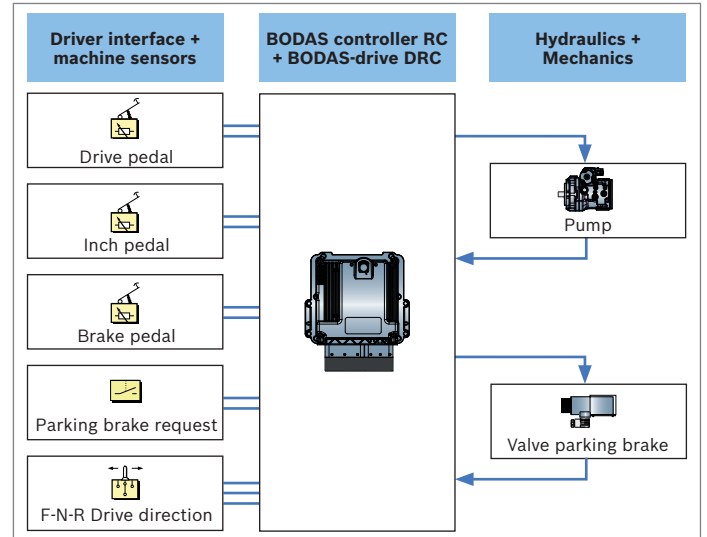 Driver interface +
machine sensors
BODAS controller RC
+ BODAS-drive DRC
Hydraulics +
Mechanics
Drive pedal
Inch pedal
Brake pedal
Parking brake request
F-N-R Drive direction
Pump
Valve parking brake